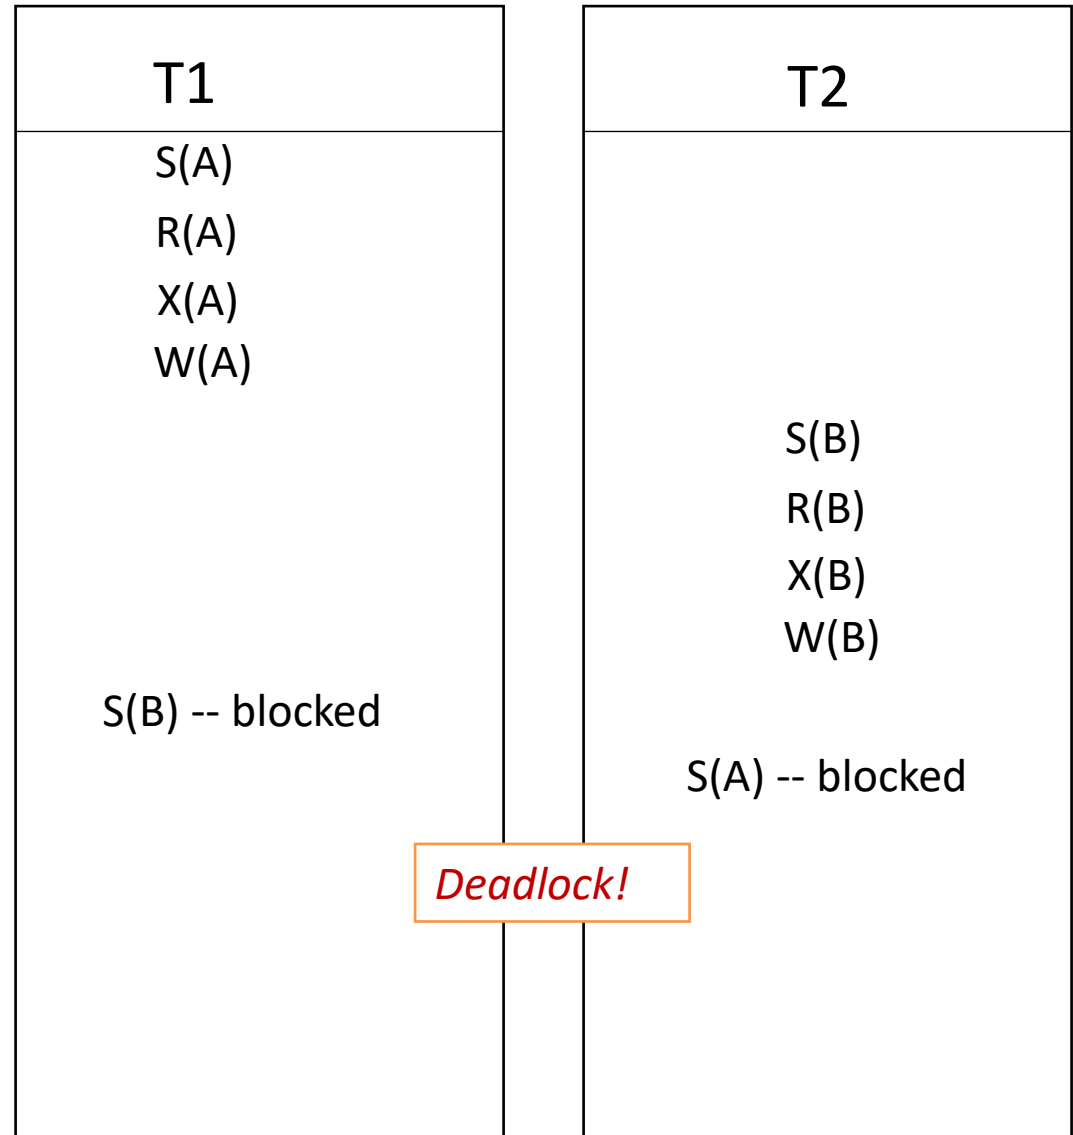 T1
T2
S(A)
R(A)
X(A)
W(A)
S(B)
R(B)
X(B)
W(B)
S(B) -- blocked
S(A) -- blocked
Deadlock!